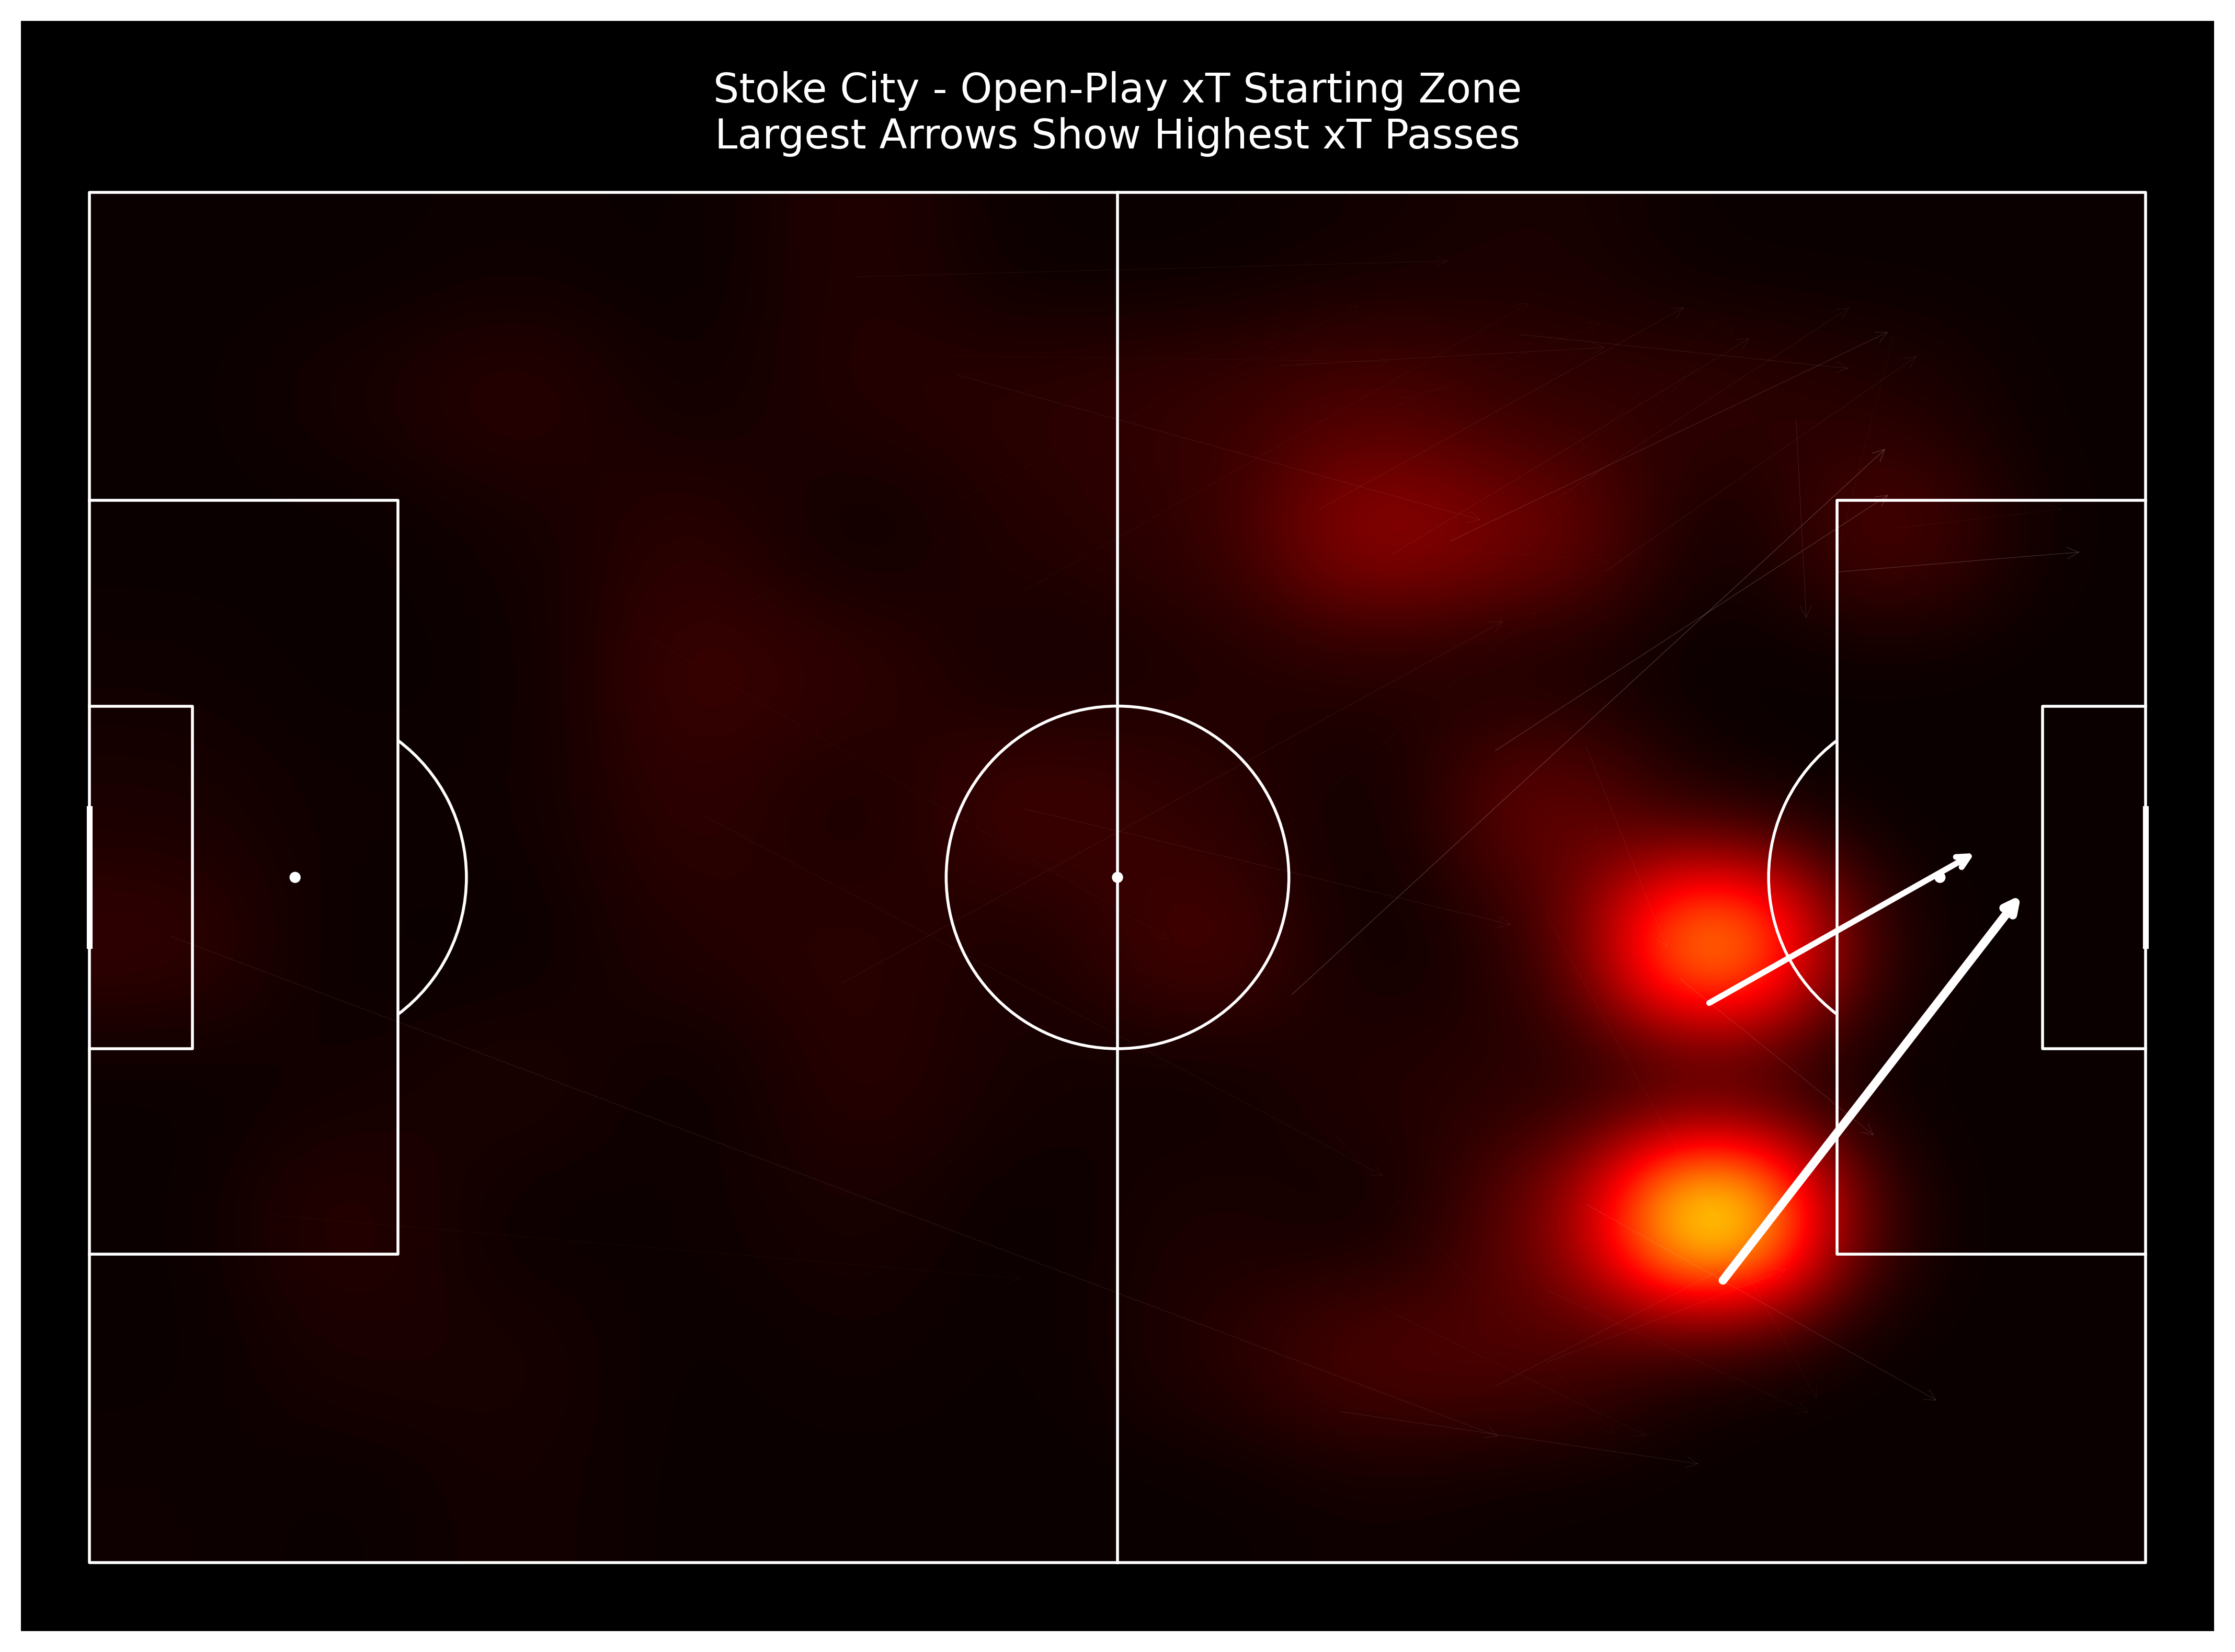 Stoke City - Open-Play xT Starting Zone
Largest Arrows Show Highest xT Passes